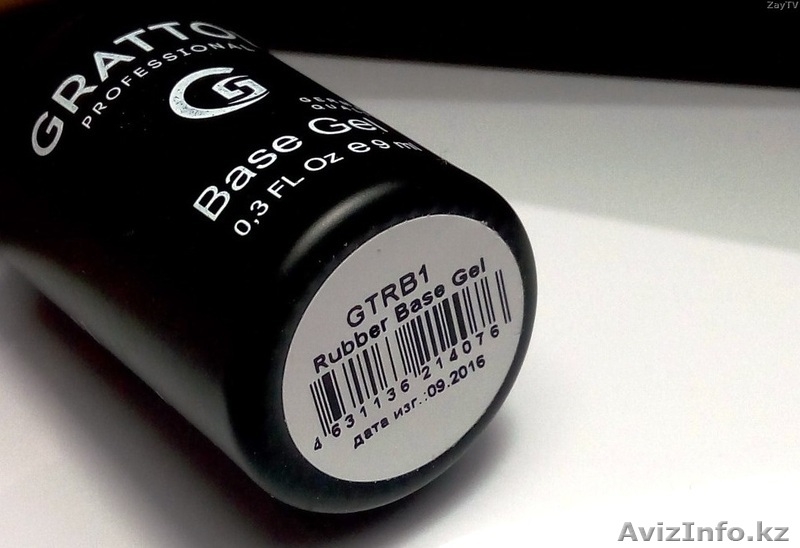 ZayTV
GRATTO
PROFESSIONAL
G
Base Gel
0,3 FL Oz e 9 ml
GTRB1
Rubber Base Gel
4 631136 214076
дата изг.:09.2016
AvizInfo.kz